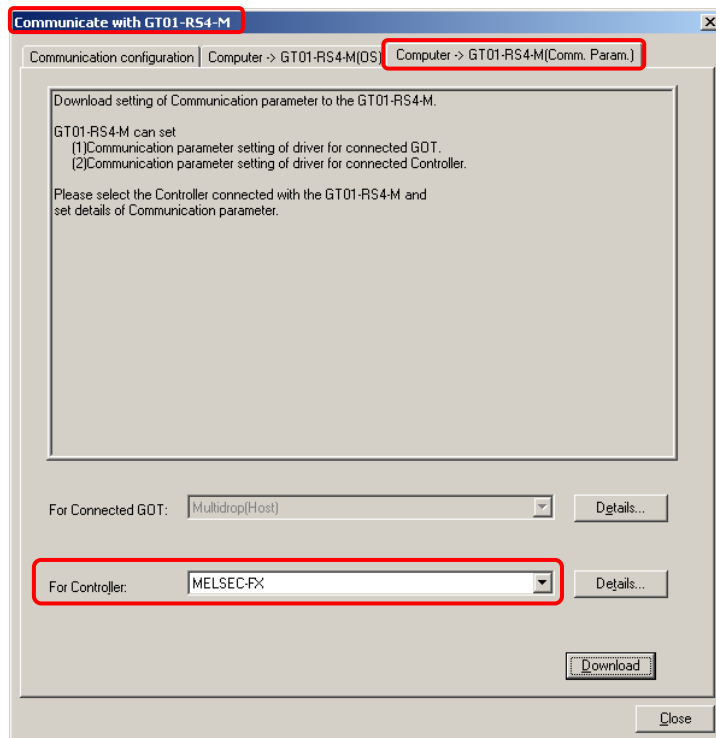 Communicate with GT01-RS4-M
Communication configuration
Computer -> GT01-RS4-M(OS)
Computer -> GT01-RS4-M(Comm. Param.)
Download setting of Communication parameter to the GT01-RS4-M.
GT01-RS4-M can set
(1)Communication parameter setting of driver for connected GOT.
(2)Communication parameter setting of driver for connected Controller.
Please select the Controller connected with the GT01-RS4-M and
set details of Communication parameter.
For Connected GOT: Multidrop(Host) Details...
For Controller: MELSEC-FX Details...
Download
Close